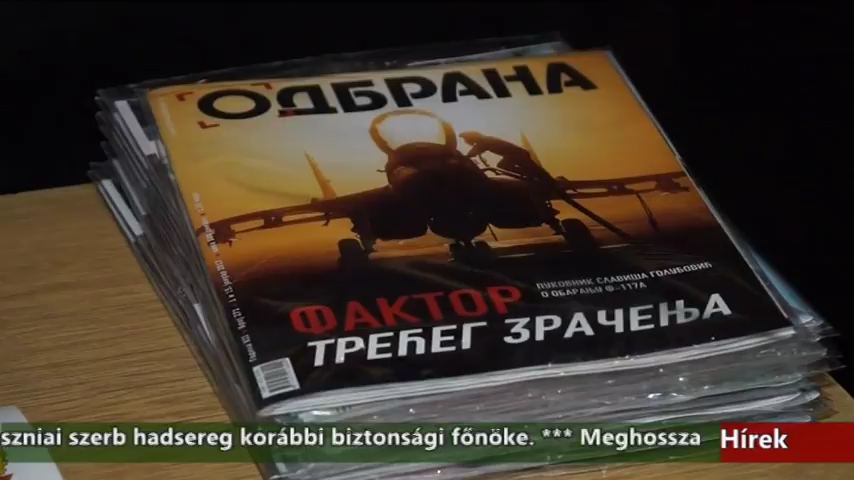 ОДБРАНА
ПУКОВНИК СЛАВИША ГОЛУБОВИЋ
О ОБАРАЊУ Ф-117А
ФАКТОР
ТРЕЋЕГ ЗРАЧЕЊА
szniai szerb hadsereg korábbi biztonsági főnöke. *** Meghossza
Hírek